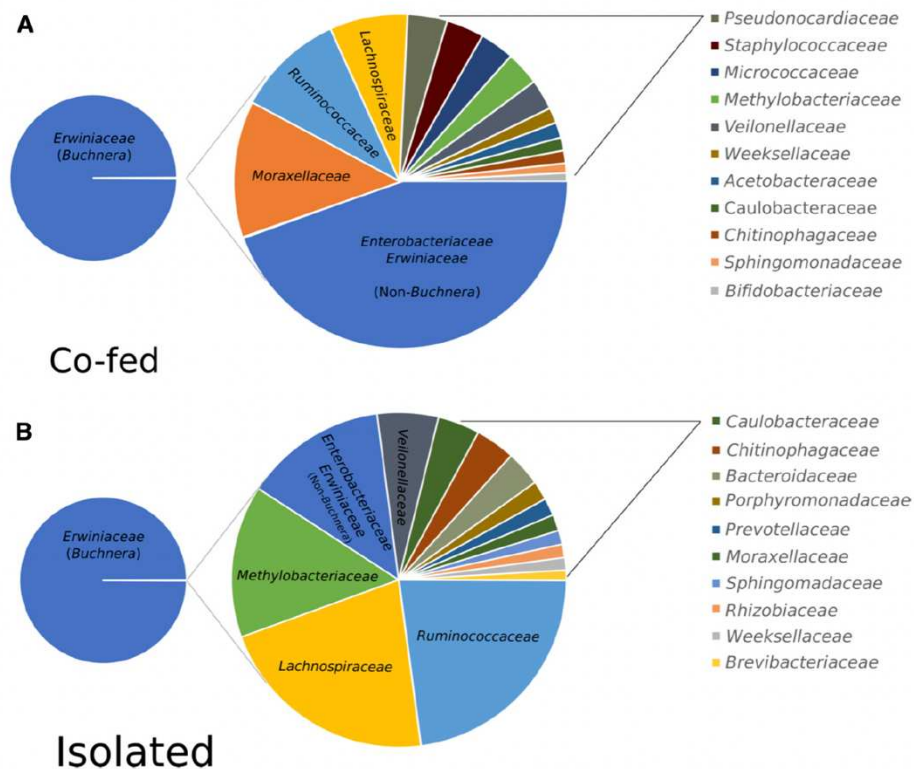 A
Erwiniaceae
(Buchnera)
Lachnospiraceae
Ruminococcaceae
Moraxellaceae
Enterobacteriaceae
Erwiniaceae
(Non-Buchnera)
Pseudonocardiaceae
Staphylococcaceae
Micrococcaceae
Methylobacteriaceae
Veilonellaceae
Weeksellaceae
Acetobacteraceae
Caulobacteraceae
Chitinophagaceae
Sphingomonadaceae
Bifidobacteriaceae
Co-fed
B
Erwiniaceae
(Buchnera)
Veilonellaceae
Enterobacteriaceae
Erwiniaceae
(Non-Buchnera)
Methylobacteriaceae
Lachnospiraceae
Ruminococcaceae
Caulobacteraceae
Chitinophagaceae
Bacteroidaceae
Porphyromonadaceae
Prevotellaceae
Moraxellaceae
Sphingomadaceae
Rhizobiaceae
Weeksellaceae
Brevibacteriaceae
Isolated